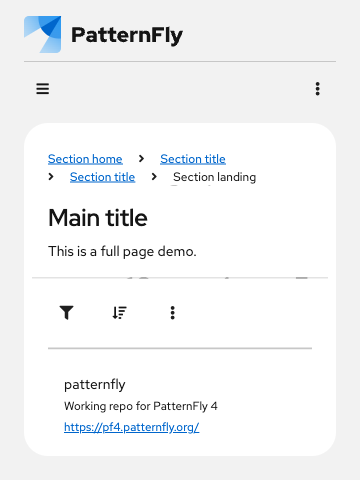 PatternFly
Section home Section title
Section title Section landing
Main title
This is a full page demo.
patternfly
Working repo for PatternFly 4
https://pf4.patternfly.org/